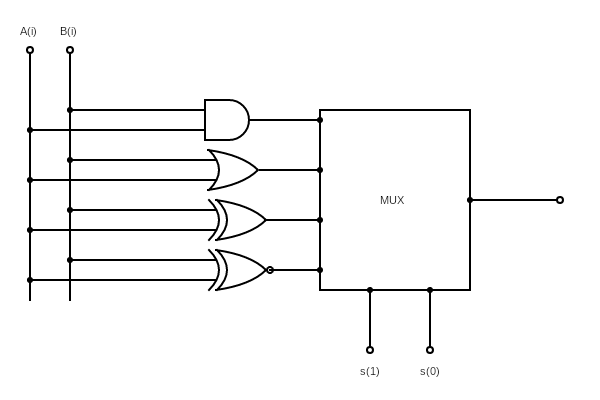 A(i) B(i)
MUX
s(1) s(0)